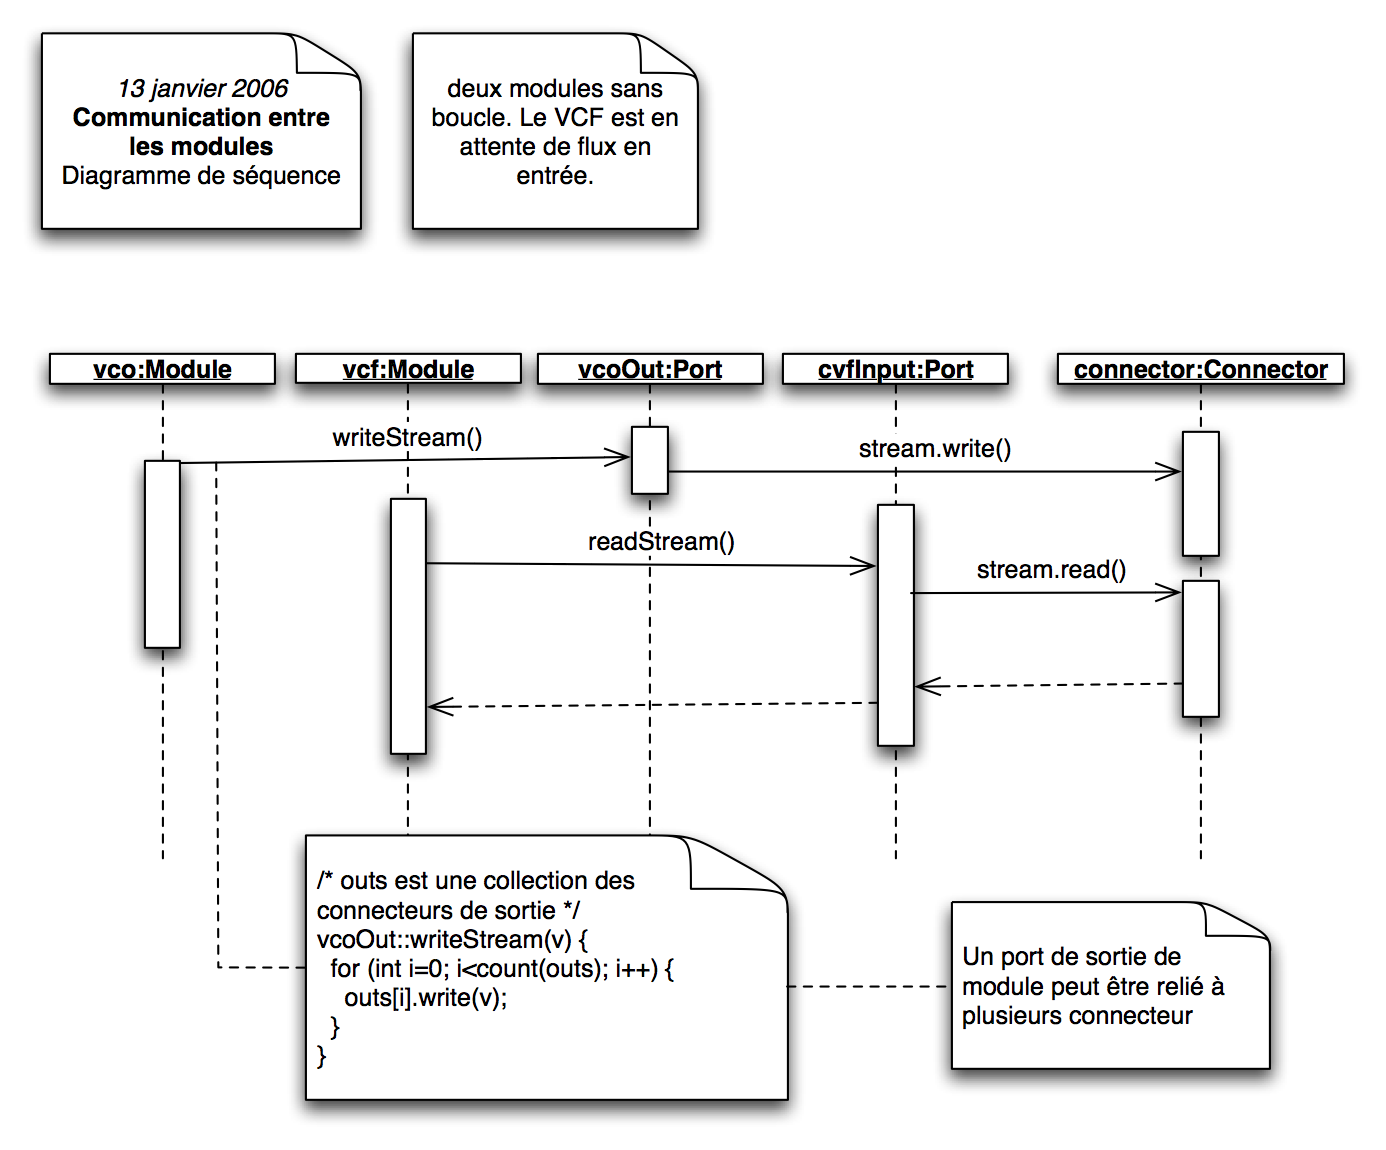 13 janvier 2006
Communication entre
les modules
Diagramme de séquence
deux modules sans
boucle. Le VCF est en
attente de flux en
entrée.
vco:Module
vcf:Module
vcoOut:Port
cvfInput:Port
connector:Connector
writeStream()
stream.write()
readStream()
stream.read()
/* outs est une collection des
connecteurs de sortie */
vcoOut::writeStream(v) {
for (int i=0; i<count(outs); i++) {
outs[i].write(v);
}
}
Un port de sortie de
module peut être relié à
plusieurs connecteur